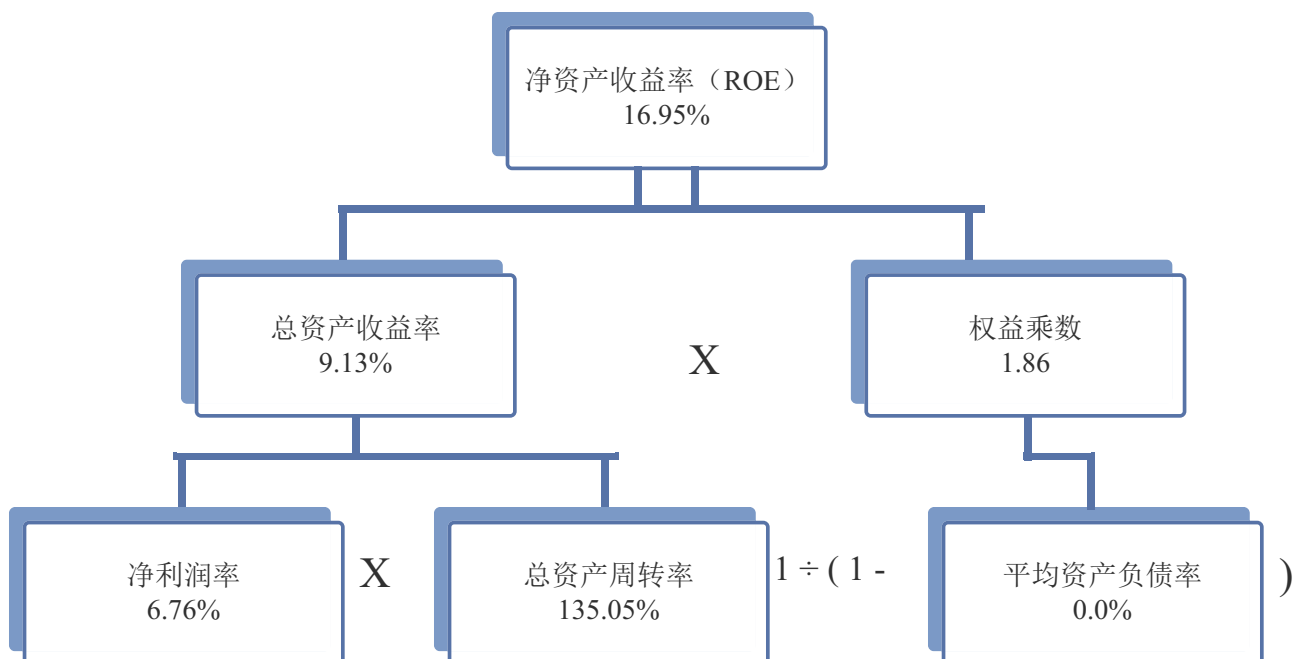 净资产收益率（ROE）
16.95%
总资产收益率
9.13%
X
权益乘数
1.86
净利润率
6.76%
X
总资产周转率
135.05%
1 ÷ ( 1 -
平均资产负债率
0.0%
)